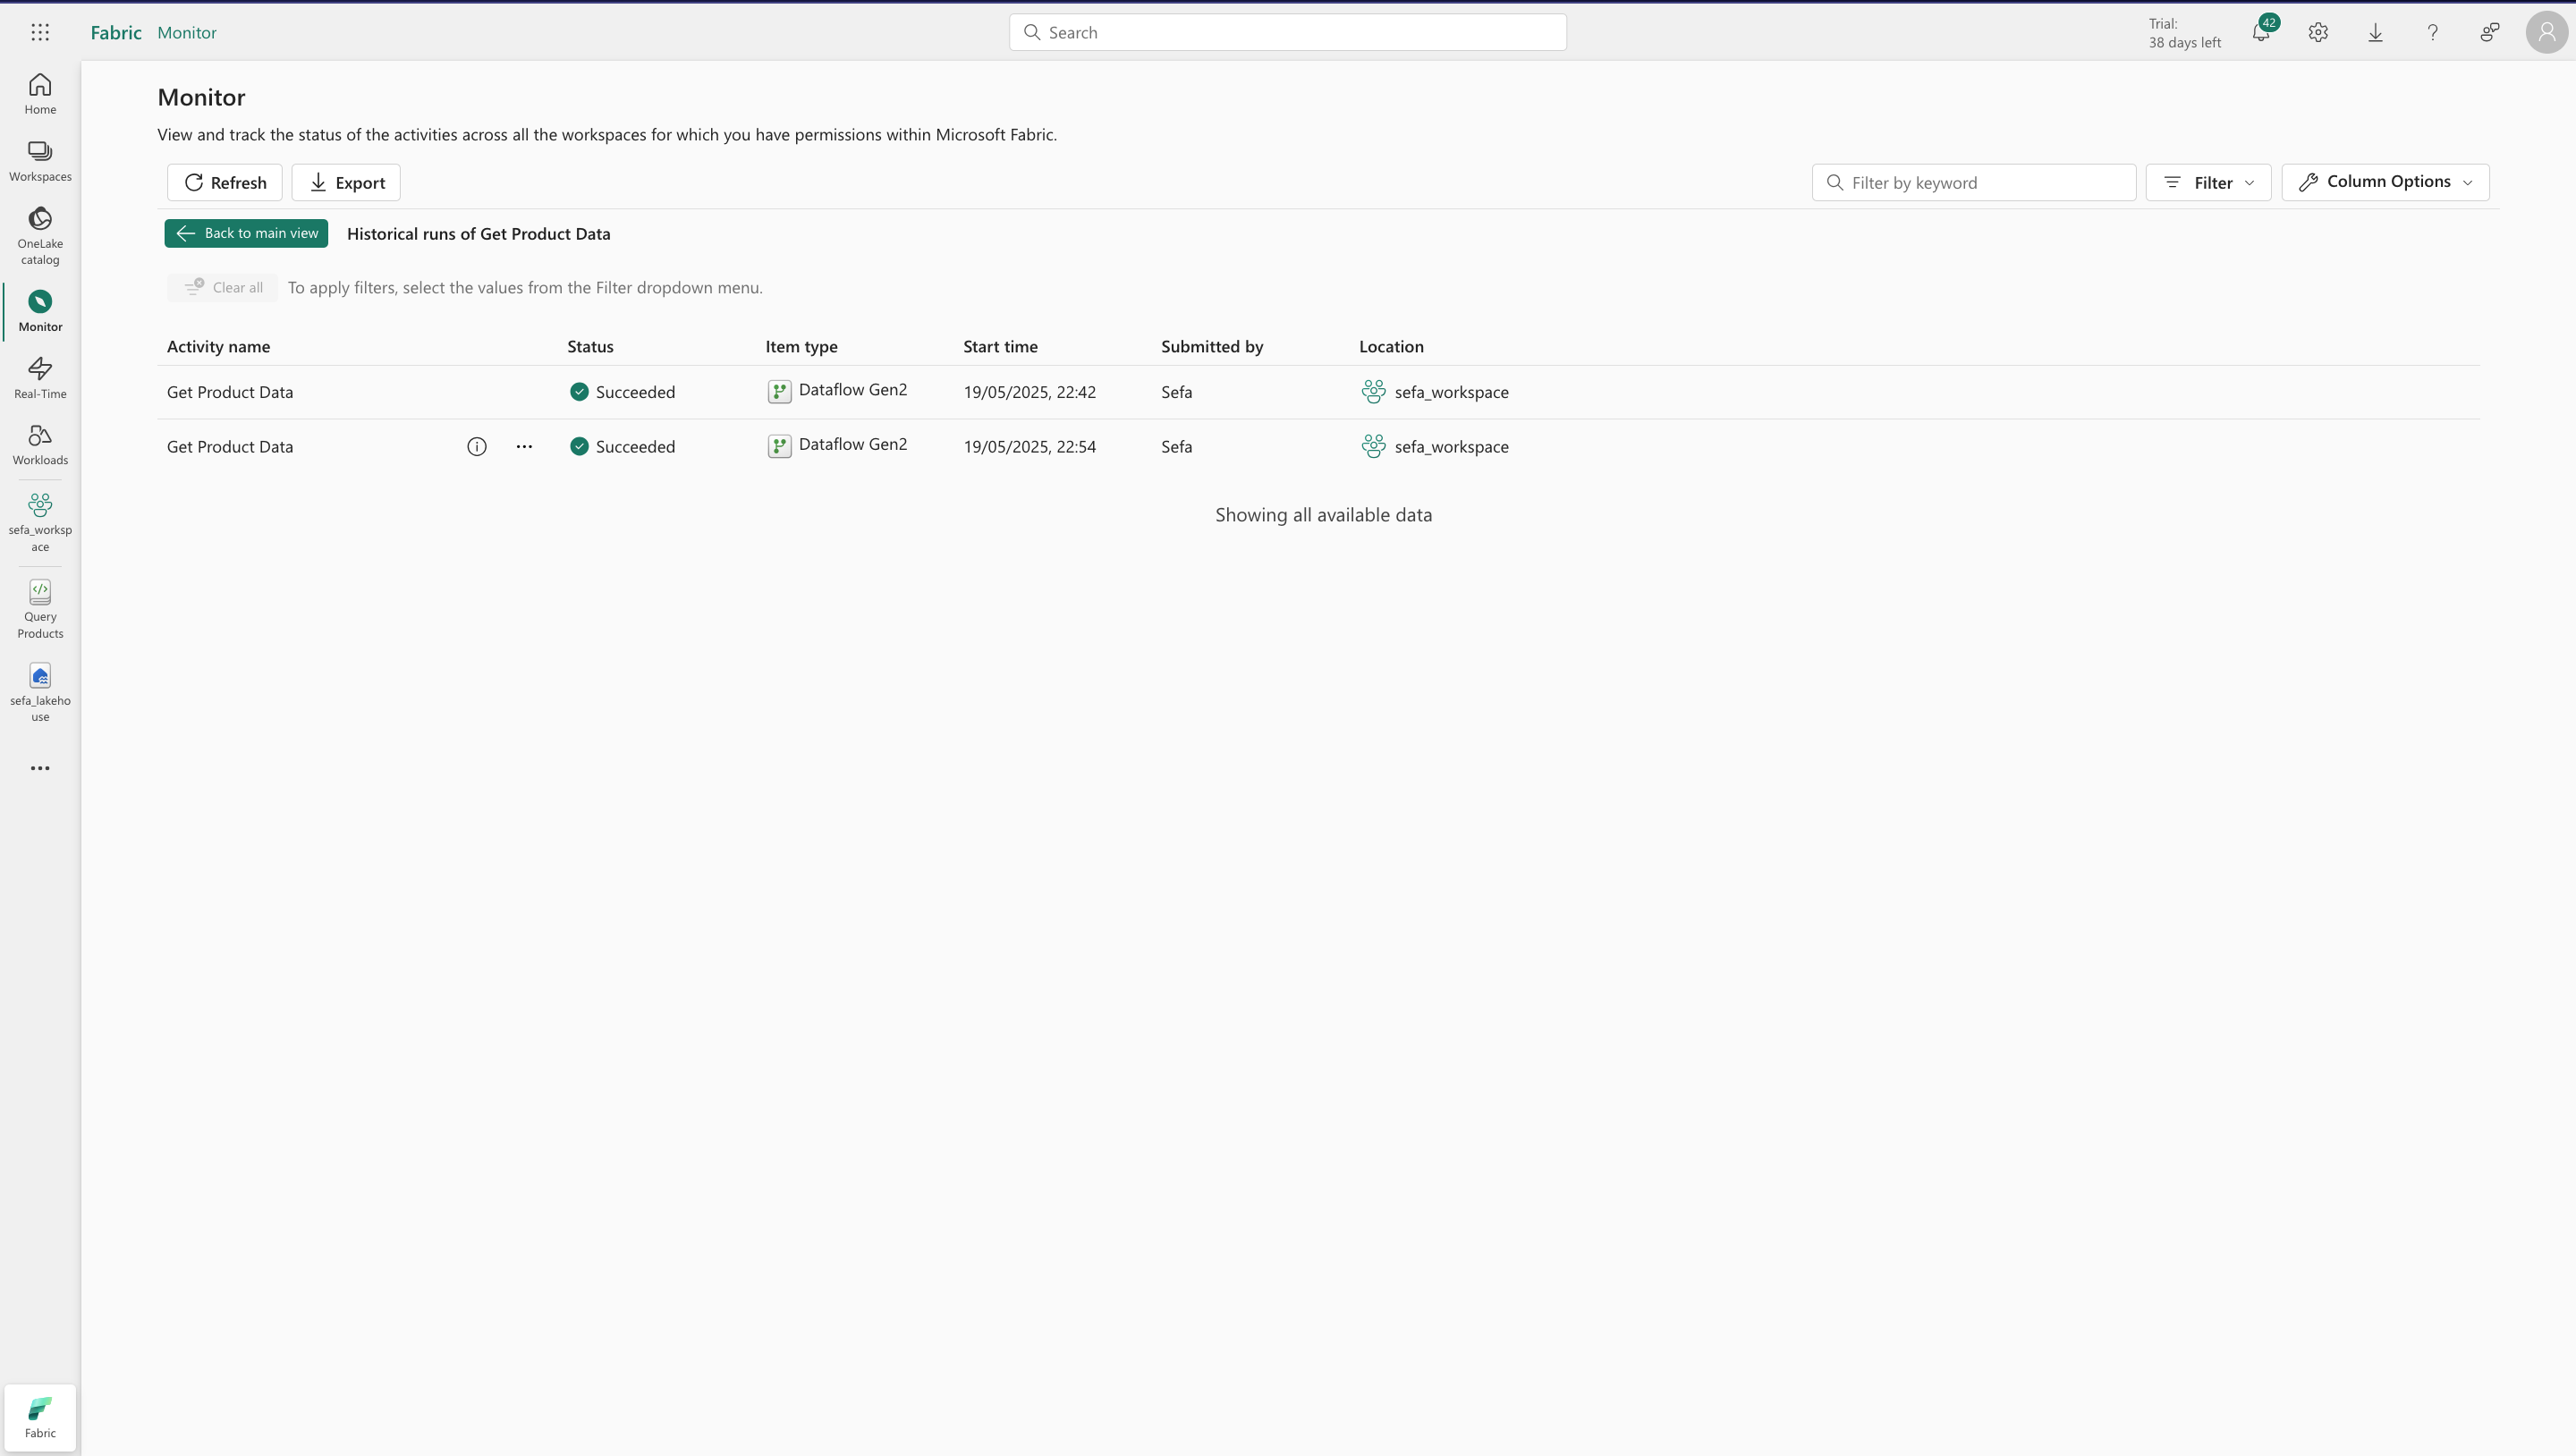 Fabric Monitor
Search
Trial:
38 days left
42
Home
Workspaces
OneLake
catalog
Monitor
Real-Time
Workloads
sefa_worksp
ace
Query
Products
sefa_lakeho
use
Fabric
Monitor
View and track the status of the activities across all the workspaces for which you have permissions within Microsoft Fabric.
Refresh Export Filter by keyword Filter Column Options
Back to main view Historical runs of Get Product Data
Clear all To apply filters, select the values from the Filter dropdown menu.
Activity name Status Item type Start time Submitted by Location
Get Product Data Succeeded Dataflow Gen2 19/05/2025, 22:42 Sefa sefa_workspace
Get Product Data Succeeded Dataflow Gen2 19/05/2025, 22:54 Sefa sefa_workspace
Showing all available data